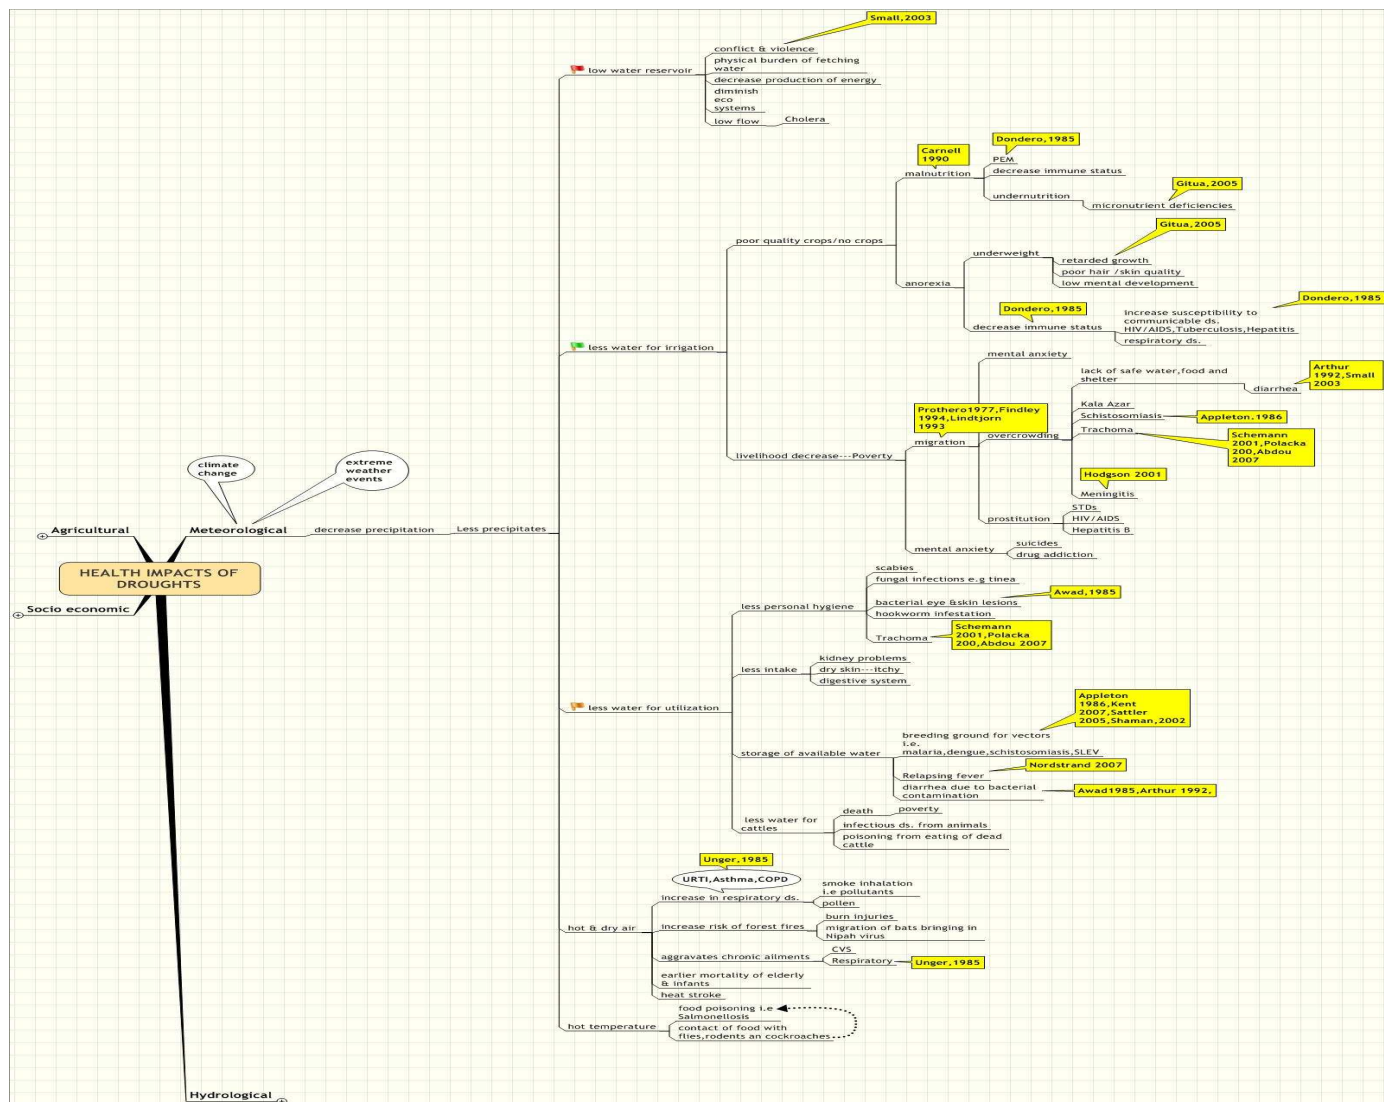 Small,2003
conflict & violence
physical burden of fetching
water
low water reservoir
decrease production of energy
diminish
eco
systems
low flow
Cholera
Dondero,1985
Carnell
1990
PEM
malnutrition
decrease immune status
Gitua,2005
undernutrition
micronutrient deficiencies
Gitua,2005
poor quality crops/no crops
underweight
retarded growth
poor hair /skin quality
low mental development
anorexia
Dondero,1985
Dondero,1985
increase susceptibility to
communicable ds.
HIV/AIDS,Tuberculosis,Hepatitis
decrease immune status
respiratory ds.
less water for irrigation
mental anxiety
Arthur
1992,Small
2003
lack of safe water,food and
shelter
diarrhea
Kala Azar
Prothero1977,Findley
1994,Lindtjorn
1993
Schistosomiasis
Appleton.1986
Trachoma
Schemann
2001,Polacka
200,Abdou
2007
overcrowding
migration
livelihood decrease---Poverty
Hodgson 2001
Meningitis
prostitution
STDs
HIV/AIDS
Hepatitis B
mental anxiety
suicides
drug addiction
climate
change
extreme
weather
events
Agricultural
Meteorological
decrease precipitation
Less precipitates
HEALTH IMPACTS OF
DROUGHTS
Socio economic
scabies
fungal infections e.g tinea
less personal hygiene
bacterial eye &skin lesions
Awad,1985
hookworm infestation
Trachoma
Schemann
2001,Polacka
200,Abdou 2007
less intake
kidney problems
dry skin---itchy
digestive system
less water for utilization
Appleton
1986,Kent
2007,Sattler
2005,Shaman,2002
breeding ground for vectors
i.e.
malaria,dengue,schistosomiasis,SLEV
storage of available water
Relapsing fever
Nordstrand 2007
diarrhea due to bacterial
contamination
Awad1985,Arthur 1992,
less water for
cattles
death
poverty
infectious ds. from animals
poisoning from eating of dead
cattle
Unger,1985
URTI,Asthma,COPD
increase in respiratory ds.
smoke inhalation
i.e pollutants
pollen
hot & dry air
increase risk of forest fires
burn injuries
migration of bats bringing in
Nipah virus
aggravates chronic ailments
CVS
Respiratory
Unger,1985
earlier mortality of elderly
& infants
heat stroke
hot temperature
food poisoning i.e
Salmonellosis
contact of food with
flies,rodents an cockroaches
Hydrological